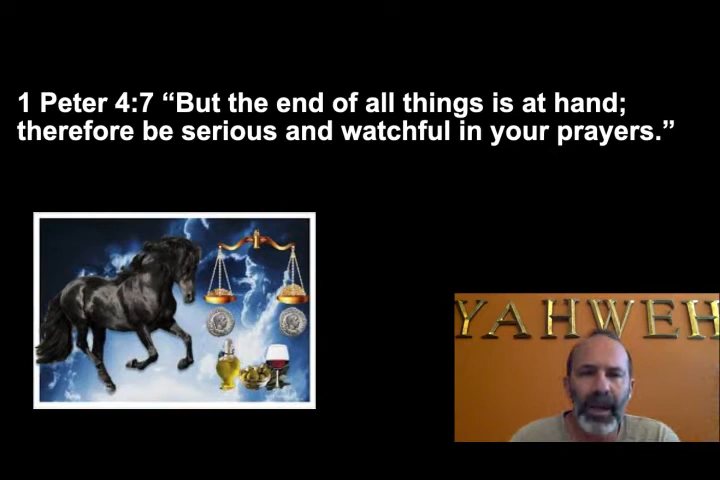 1 Peter 4:7 “But the end of all things is at hand;
therefore be serious and watchful in your prayers.”
YAHWEH